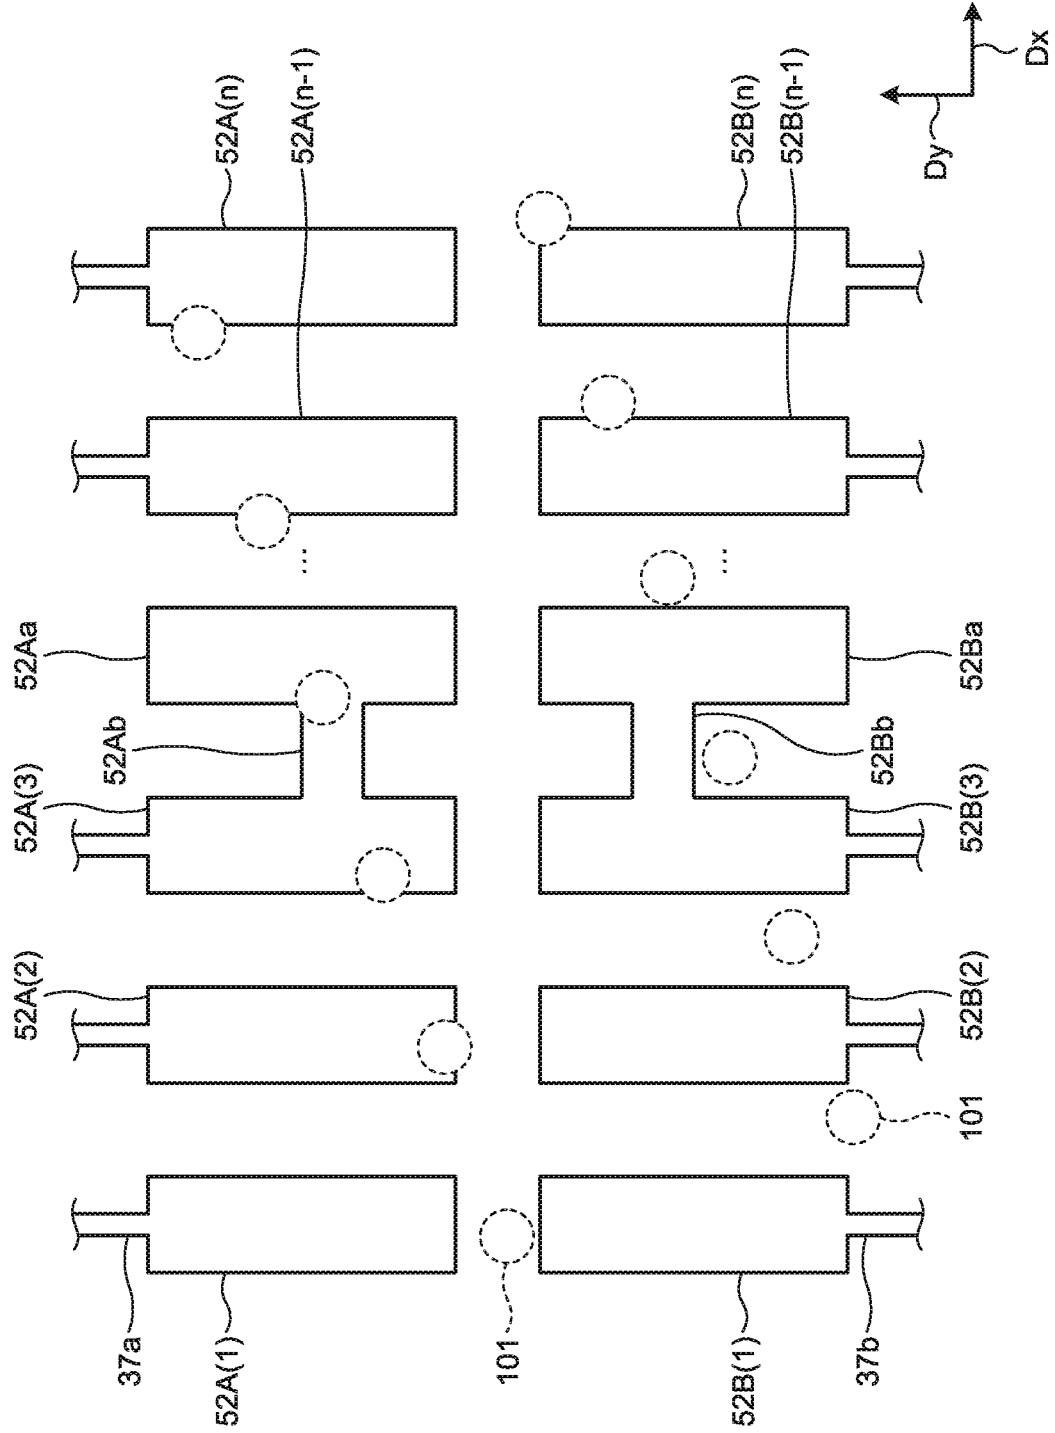 52A(n)
52A(n-1)
52Aa
52Ab
52A(3)
52A(2)
37a
52A(1)
...
...
101
52B(n)
52B(n-1)
52Ba
52Bb
52B(3)
52B(2)
101
52B(1)
37b
Dy
Dx